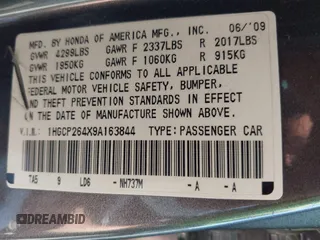 MFD. BY HONDA OF AMERICA MFG., INC. 06/'09
GVWR 4299LBS GAWR F 2337LBS R 2017LBS
GVWR 1950KG GAWR F 1060KG R 915KG
THIS VEHICLE CONFORMS TO ALL APPLICABLE
FEDERAL MOTOR VEHICLE SAFETY, BUMPER,
AND THEFT PREVENTION STANDARDS IN EFFECT
ON THE DATE OF MANUFACTURE SHOWN ABOVE.
V.I.N.: 1HGCP264X9A163844 TYPE: PASSENGER CAR
TA5 9 LD6 -NH737M -A -A
DREAMBID